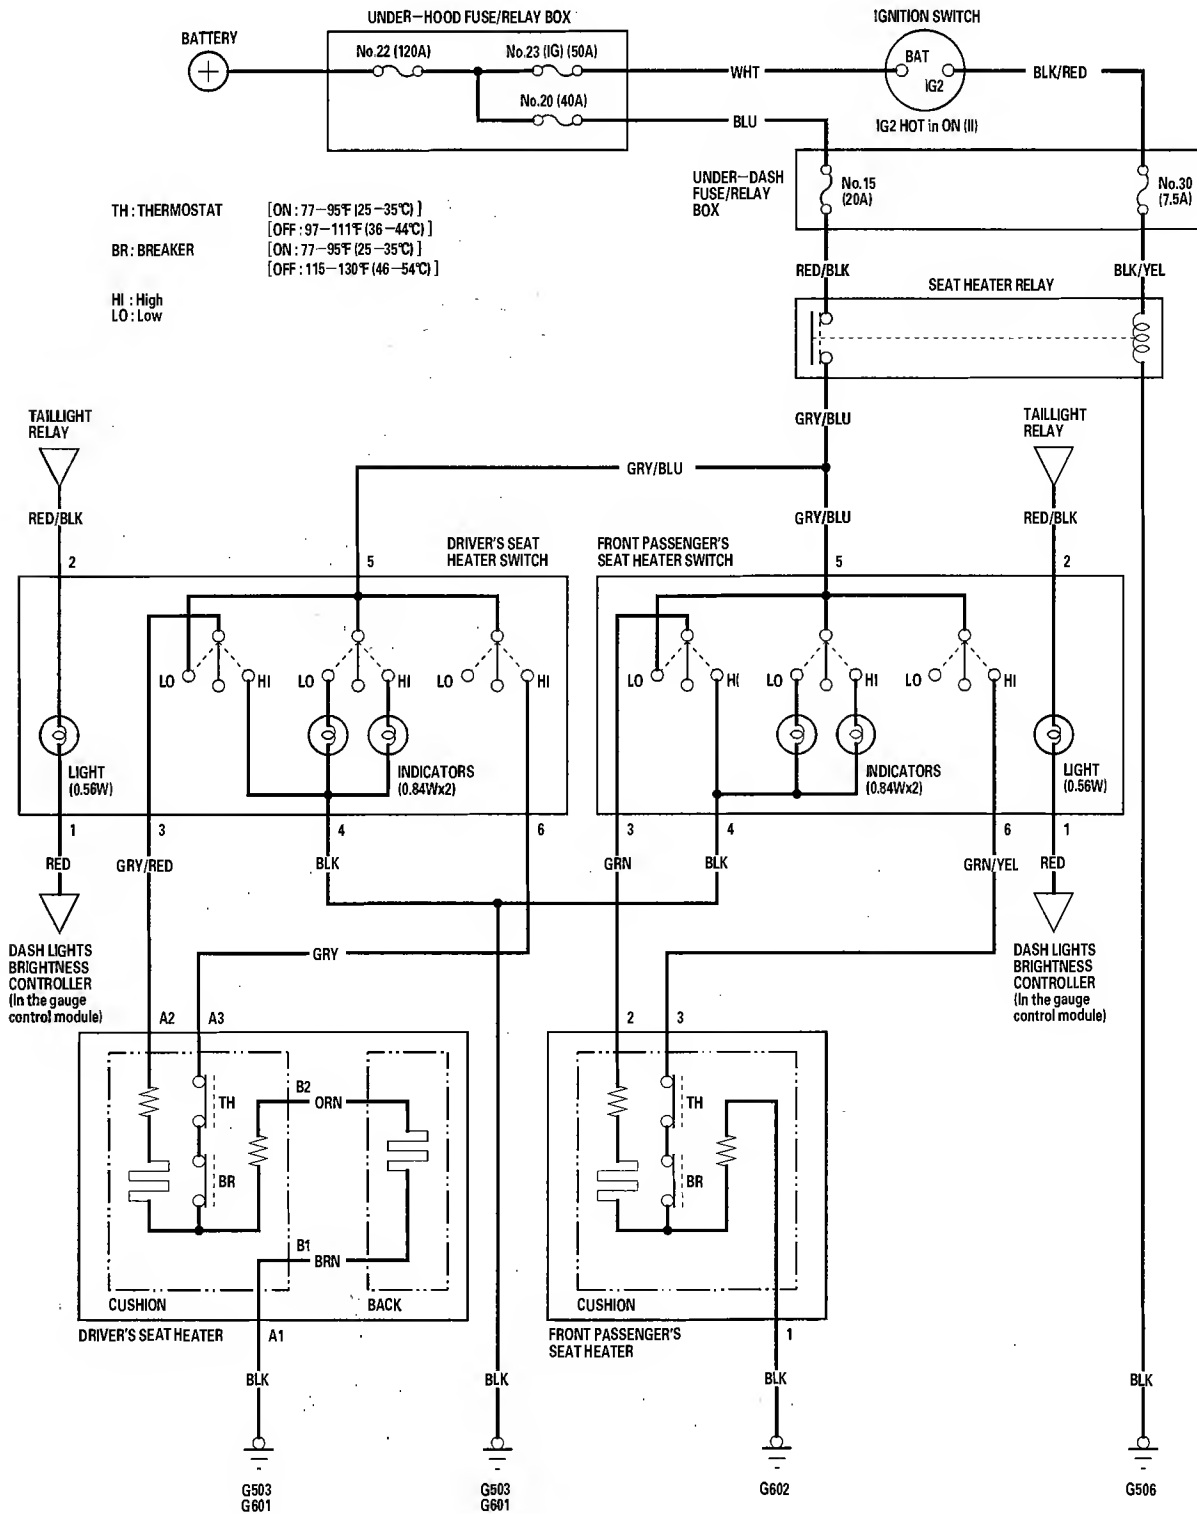 UNDER-HOOD FUSE/RELAY BOX
IGNITION SWITCH
BATTERY
No.22 (120A)
No.23 (IG) (50A)
BAT
WHT
BLK/RED
IG2
No.20 (40A)
BLU
IG2 HOT in ON (II)
UNDER-DASH
FUSE/RELAY
BOX
No.15
(20A)
No.30
(7.5A)
TH : THERMOSTAT
[ON : 77-95°F (25-35°C) ]
[OFF : 97-111°F (36-44°C) ]
BR : BREAKER
[ON : 77-95°F (25-35°C) ]
[OFF : 115-130°F (46-54°C) ]
HI : High
LO : Low
RED/BLK
BLK/YEL
SEAT HEATER RELAY
GRY/BLU
TAILLIGHT
RELAY
TAILLIGHT
RELAY
GRY/BLU
RED/BLK
GRY/BLU
RED/BLK
DRIVER'S SEAT
HEATER SWITCH
FRONT PASSENGER'S
SEAT HEATER SWITCH
2
5
5
2
LO
HI
LO
HI
LO
HI
LO
HI
LO
HI
LO
HI
LIGHT
(0.56W)
INDICATORS
(0.84Wx2)
INDICATORS
(0.84Wx2)
LIGHT
(0.56W)
1
3
4
6
3
4
6
1
RED
GRY/RED
BLK
GRN
BLK
GRN/YEL
RED
DASH LIGHTS
BRIGHTNESS
CONTROLLER
(In the gauge
control module)
GRY
DASH LIGHTS
BRIGHTNESS
CONTROLLER
(In the gauge
control module)
A2
A3
2
3
B2
ORN
TH
TH
BR
BR
B1
BRN
CUSHION
BACK
CUSHION
DRIVER'S SEAT HEATER
A1
FRONT PASSENGER'S
SEAT HEATER
1
BLK
BLK
BLK
BLK
G503
G601
G503
G601
G602
G506